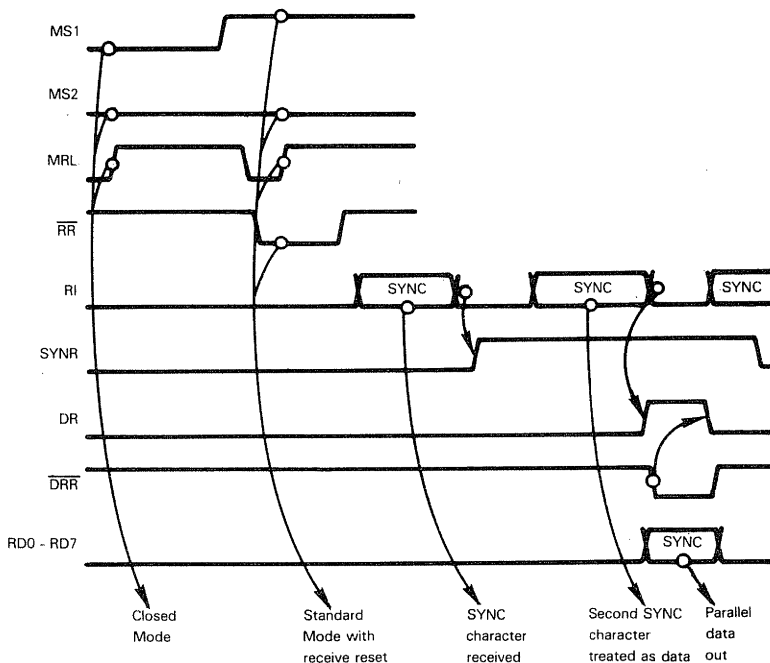 MS1
MS2
MRL
RR
RI
SYNC
SYNC
SYNC
SYNR
DR
DRR
RD0 - RD7
SYNC
Closed
Mode
Standard
Mode with
receive reset
SYNC
character
received
Second SYNC
character
treated as data
Parallel
data
out